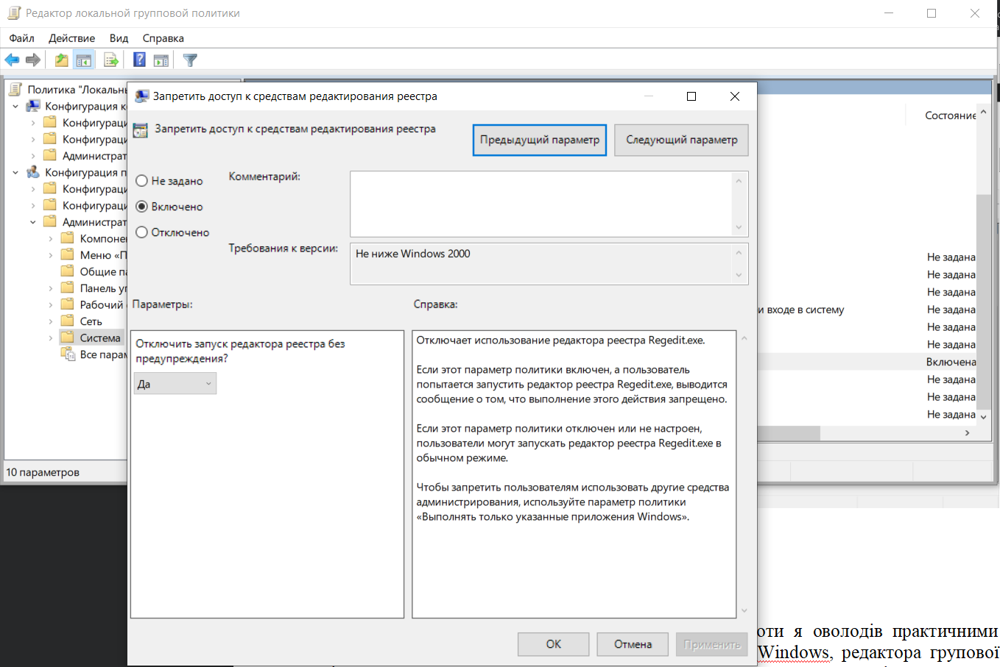 Редактор локальной групповой политики
Файл Действие Вид Справка
Политика "Локальн
Конфигурация к
Конфигураци
Конфигураци
Администрат
Конфигурация п
Конфигураци
Конфигураци
Администрат
Компоне
Меню «П
Общие па
Панель уп
Рабочий
Сеть
Система
Все парам
10 параметров
Запретить доступ к средствам редактирования реестра
Запретить доступ к средствам редактирования реестра
Предыдущий параметр
Следующий параметр
Не задано
Включено
Отключено
Комментарий:
Требования к версии:
Не ниже Windows 2000
Параметры:
Справка:
Отключить запуск редактора реестра без
предупреждения?
Да
Отключает использование редактора реестра Regedit.exe.
Если этот параметр политики включен, а пользователь
попытается запустить редактор реестра Regedit.exe, выводится
сообщение о том, что выполнение этого действия запрещено.
Если этот параметр политики отключен или не настроен,
пользователи могут запускать редактор реестра Regedit.exe в
обычном режиме.
Чтобы запретить пользователям использовать другие средства
администрирования, используйте параметр политики
«Выполнять только указанные приложения Windows».
ОК
Отмена
Применить
Состояние
Не задана
Не задана
Не задана
и входе в систему Не задана
Не задана
Не задана
Включена
Не задана
Не задана
Не задана
оти я оволодів практичними
Windows, редактора групової